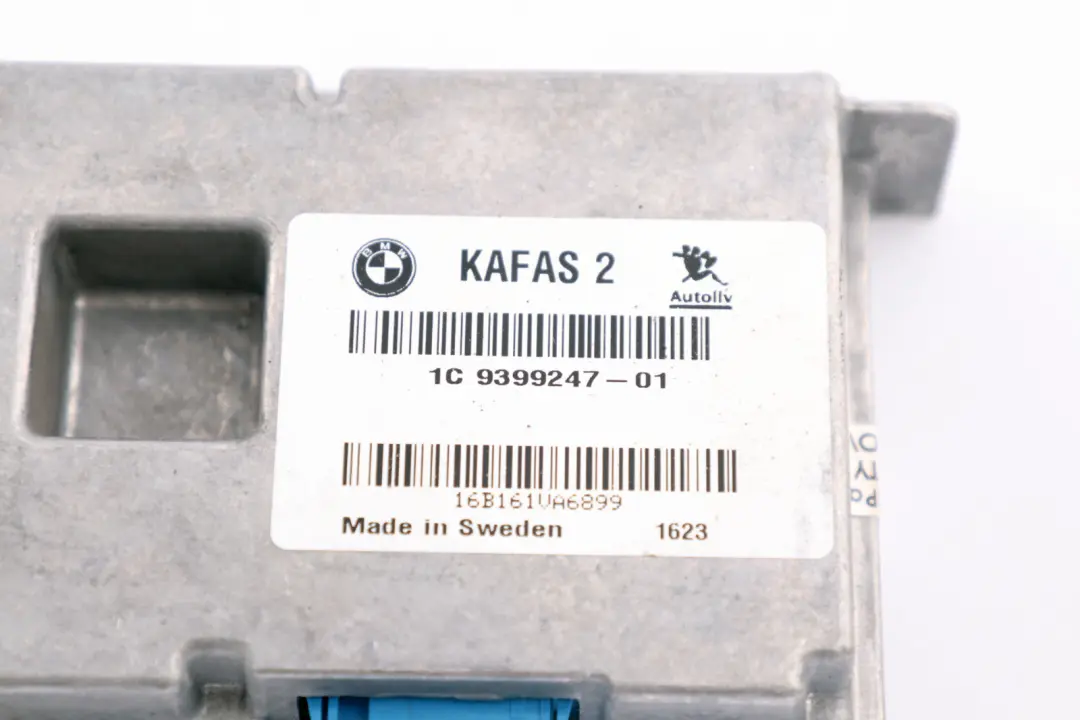 BMW
KAFAS 2
Autoliv
1C 9399247-01
16B161VA6899
Made in Sweden 1623